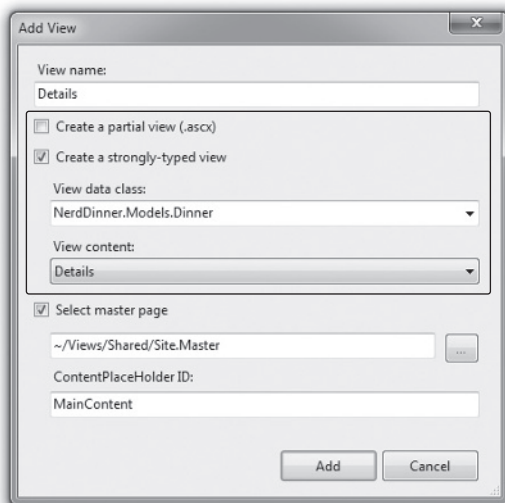 Add View
View name:
Details
Create a partial view (.ascx)
Create a strongly-typed view
View data class:
NerdDinner.Models.Dinner
View content:
Details
Select master page
~/Views/Shared/Site.Master
...
ContentPlaceHolder ID:
MainContent
Add Cancel